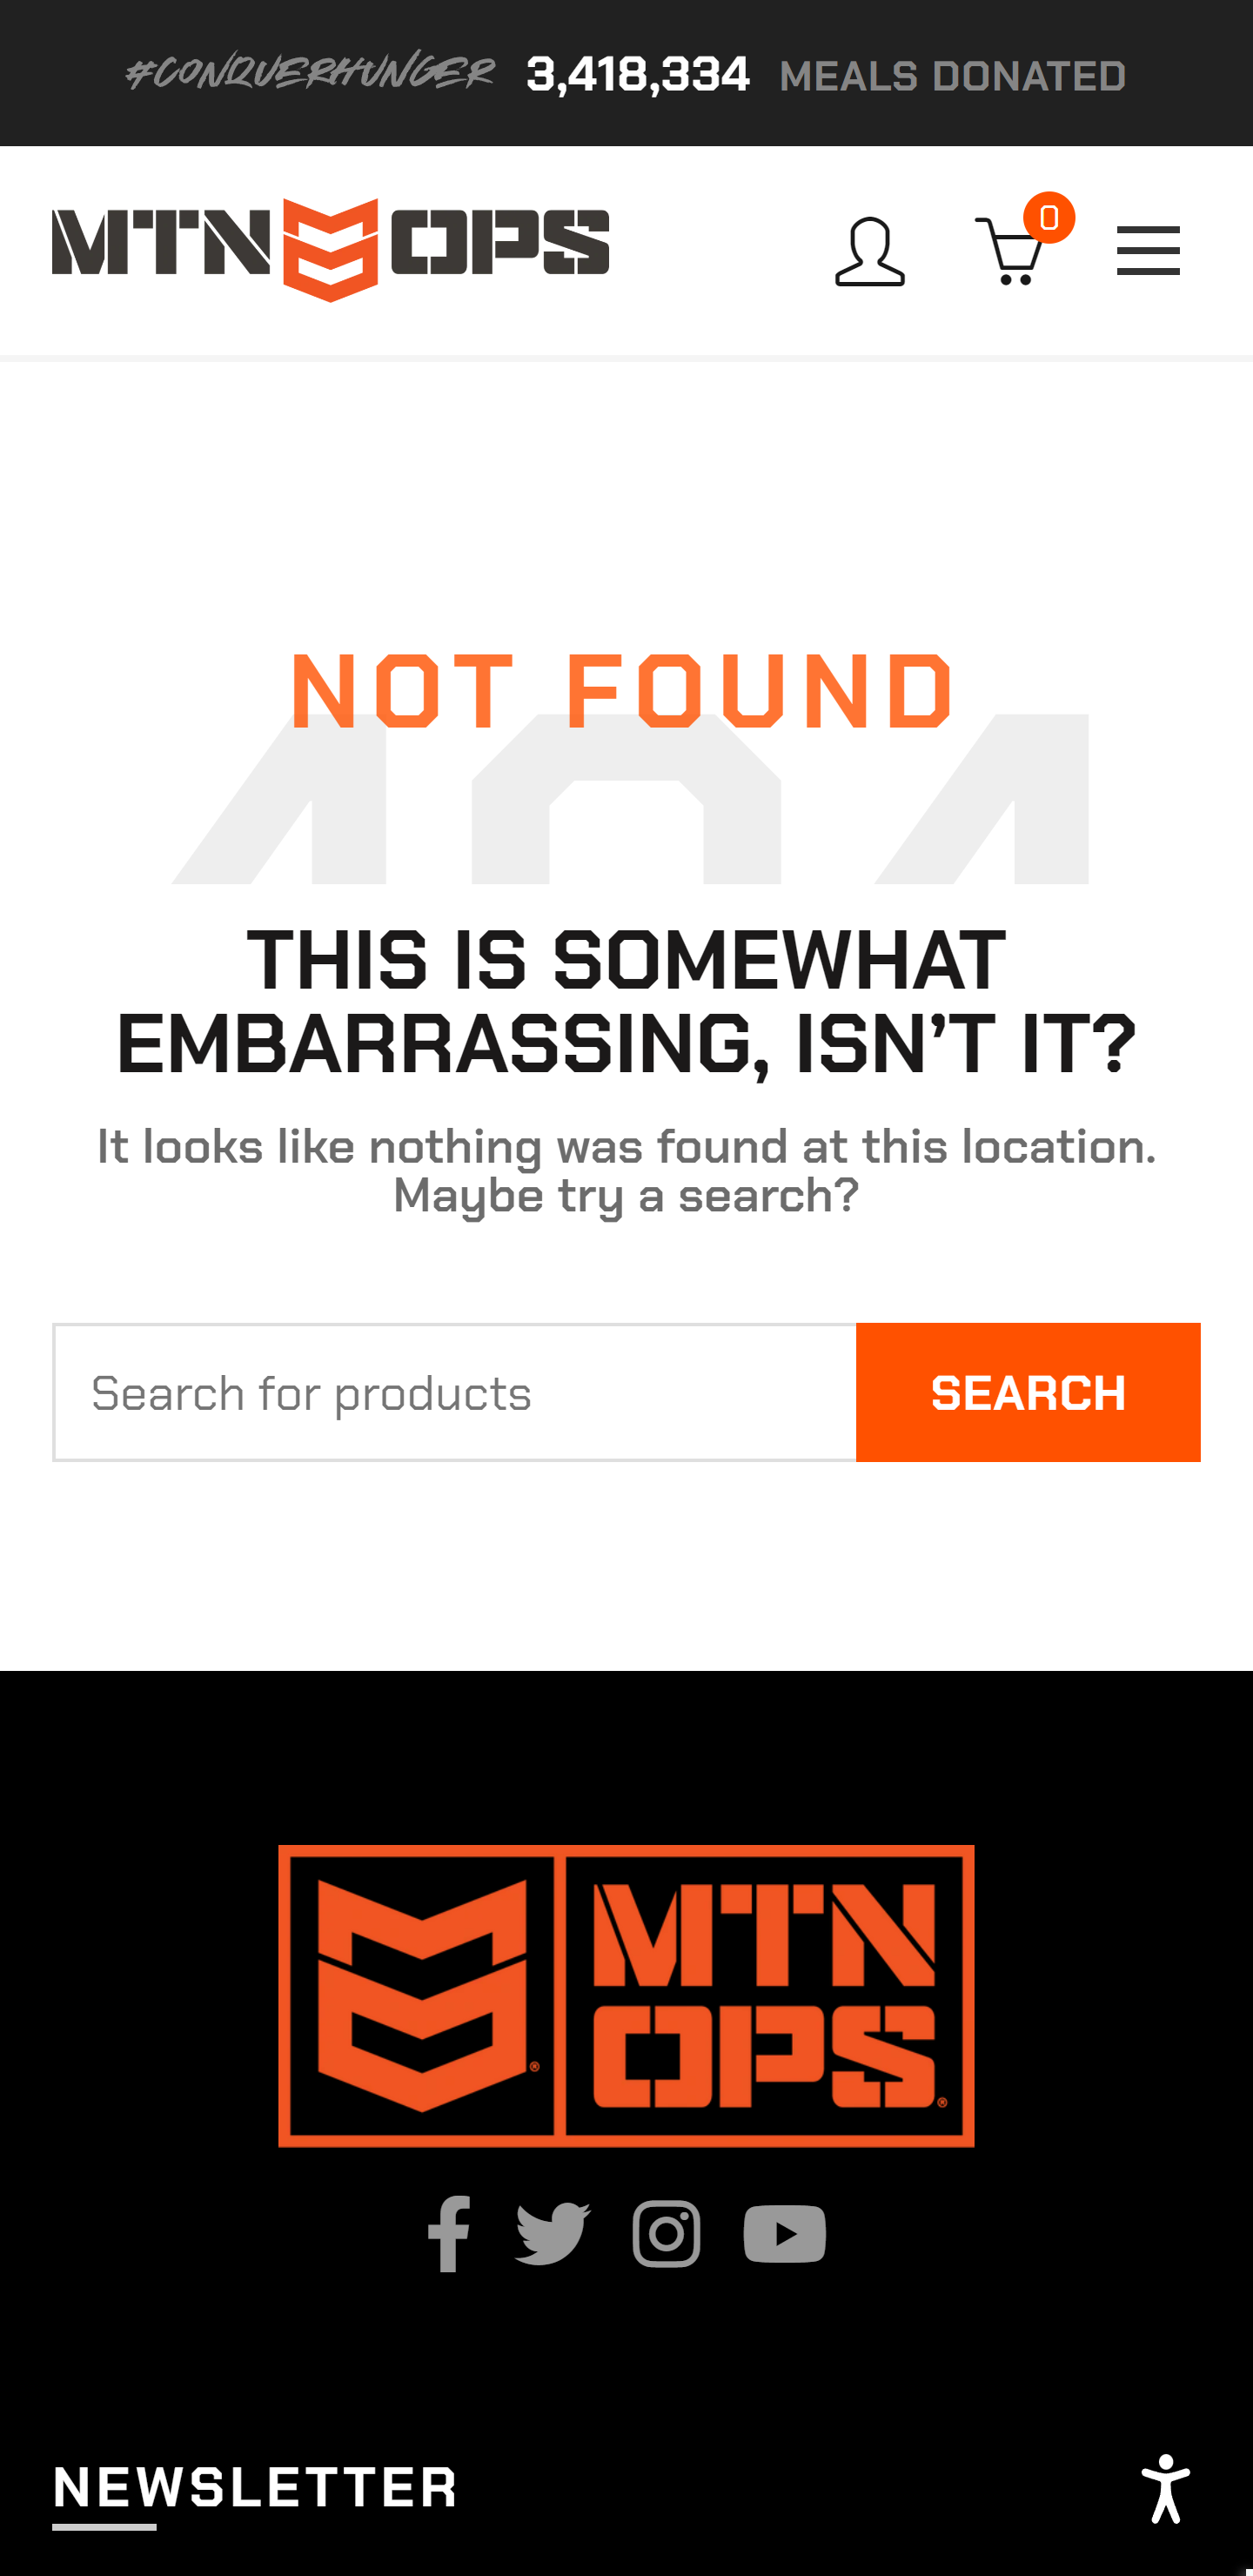 #CONQUERHUNGER 3,418,334 MEALS DONATED
MTN OPS
0
NOT FOUND
404
THIS IS SOMEWHAT
EMBARRASSING, ISN’T IT?
It looks like nothing was found at this location.
Maybe try a search?
Search for products
SEARCH
MTN
OPS
NEWSLETTER